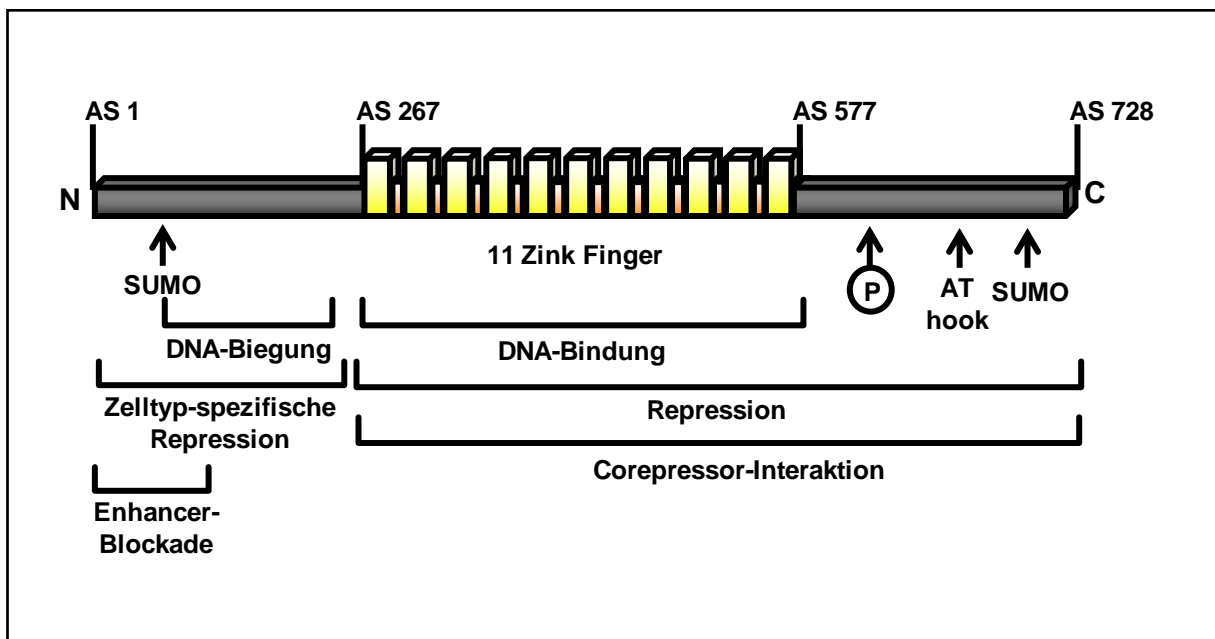 AS 1
AS 267
AS 577
AS 728
N
C
11 Zink Finger
SUMO
P
AT
hook
SUMO
DNA-Biegung
DNA-Bindung
Zelltyp-spezifische
Repression
Repression
Corepressor-Interaktion
Enhancer-
Blockade